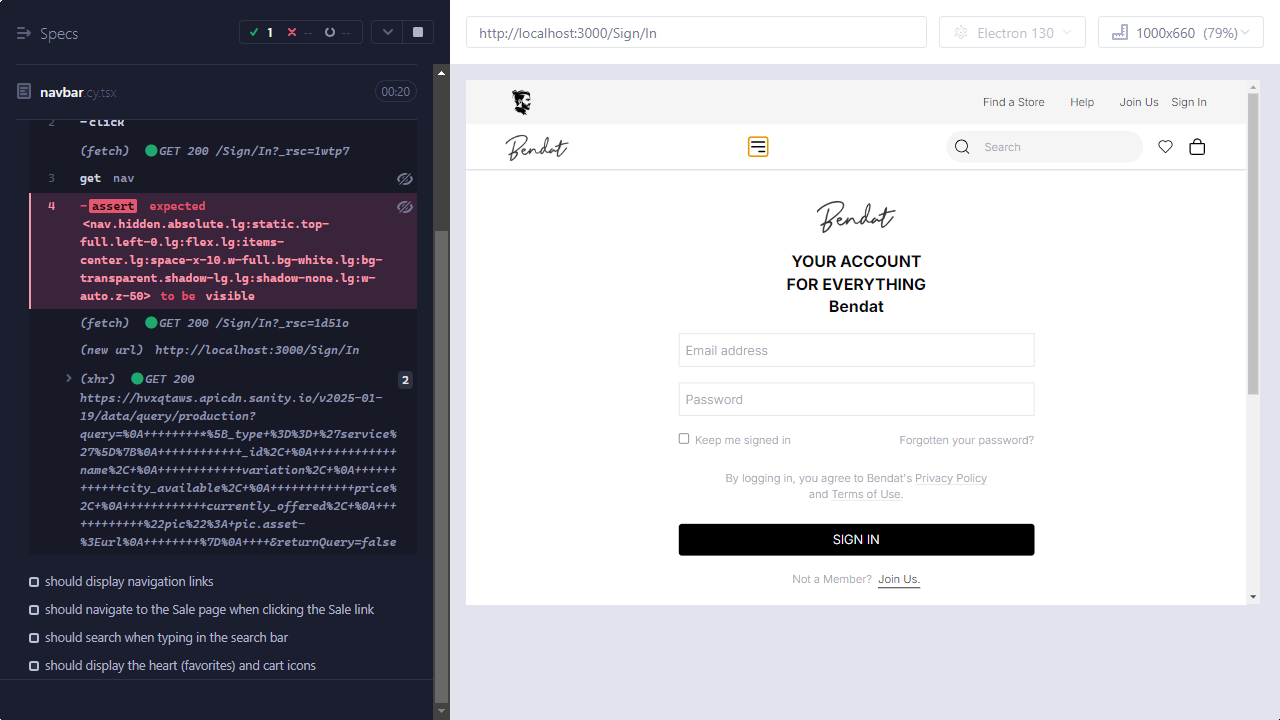 Specs
1
--
--
navbar.cy.tsx
00:20
2 -click
(fetch) GET 200 /Sign/In?_rsc=1wtp7
3 get nav
4 -assert expected
<nav.hidden.absolute.lg:static.top-
full.left-0.lg:flex.lg:items-
center.lg:space-x-10.w-full.bg-white.lg:bg-
transparent.shadow-lg.lg:shadow-none.lg:w-
auto.z-50> to be visible
(fetch) GET 200 /Sign/In?_rsc=1d51o
(new url) http://localhost:3000/Sign/In
(xhr) GET 200 2
https://hvxqtaws.apicdn.sanity.io/v2025-01-
19/data/query/production?
query=%0A++++++++*%5B_type+%3D%3D+%27service%
27%5D%7B%0A++++++++++++_id%2C+%0A++++++++++++
name%2C+%0A++++++++++++variation%2C+%0A++++++
++++++city_available%2C+%0A++++++++++++price%
2C+%0A++++++++++++currently_offered%2C+%0A+++
+++++++++%22pic%22%3A+pic.asset-
%3Eurl%0A++++++++%7D%0A++++&returnQuery=false
should display navigation links
should navigate to the Sale page when clicking the Sale link
should search when typing in the search bar
should display the heart (favorites) and cart icons
http://localhost:3000/Sign/In
Electron 130
1000x660 (79%)
Find a Store Help Join Us Sign In
Bendat
Search
Bendat
YOUR ACCOUNT
FOR EVERYTHING
Bendat
Email address
Password
Keep me signed in Forgotten your password?
By logging in, you agree to Bendat's Privacy Policy
and Terms of Use.
SIGN IN
Not a Member? Join Us.